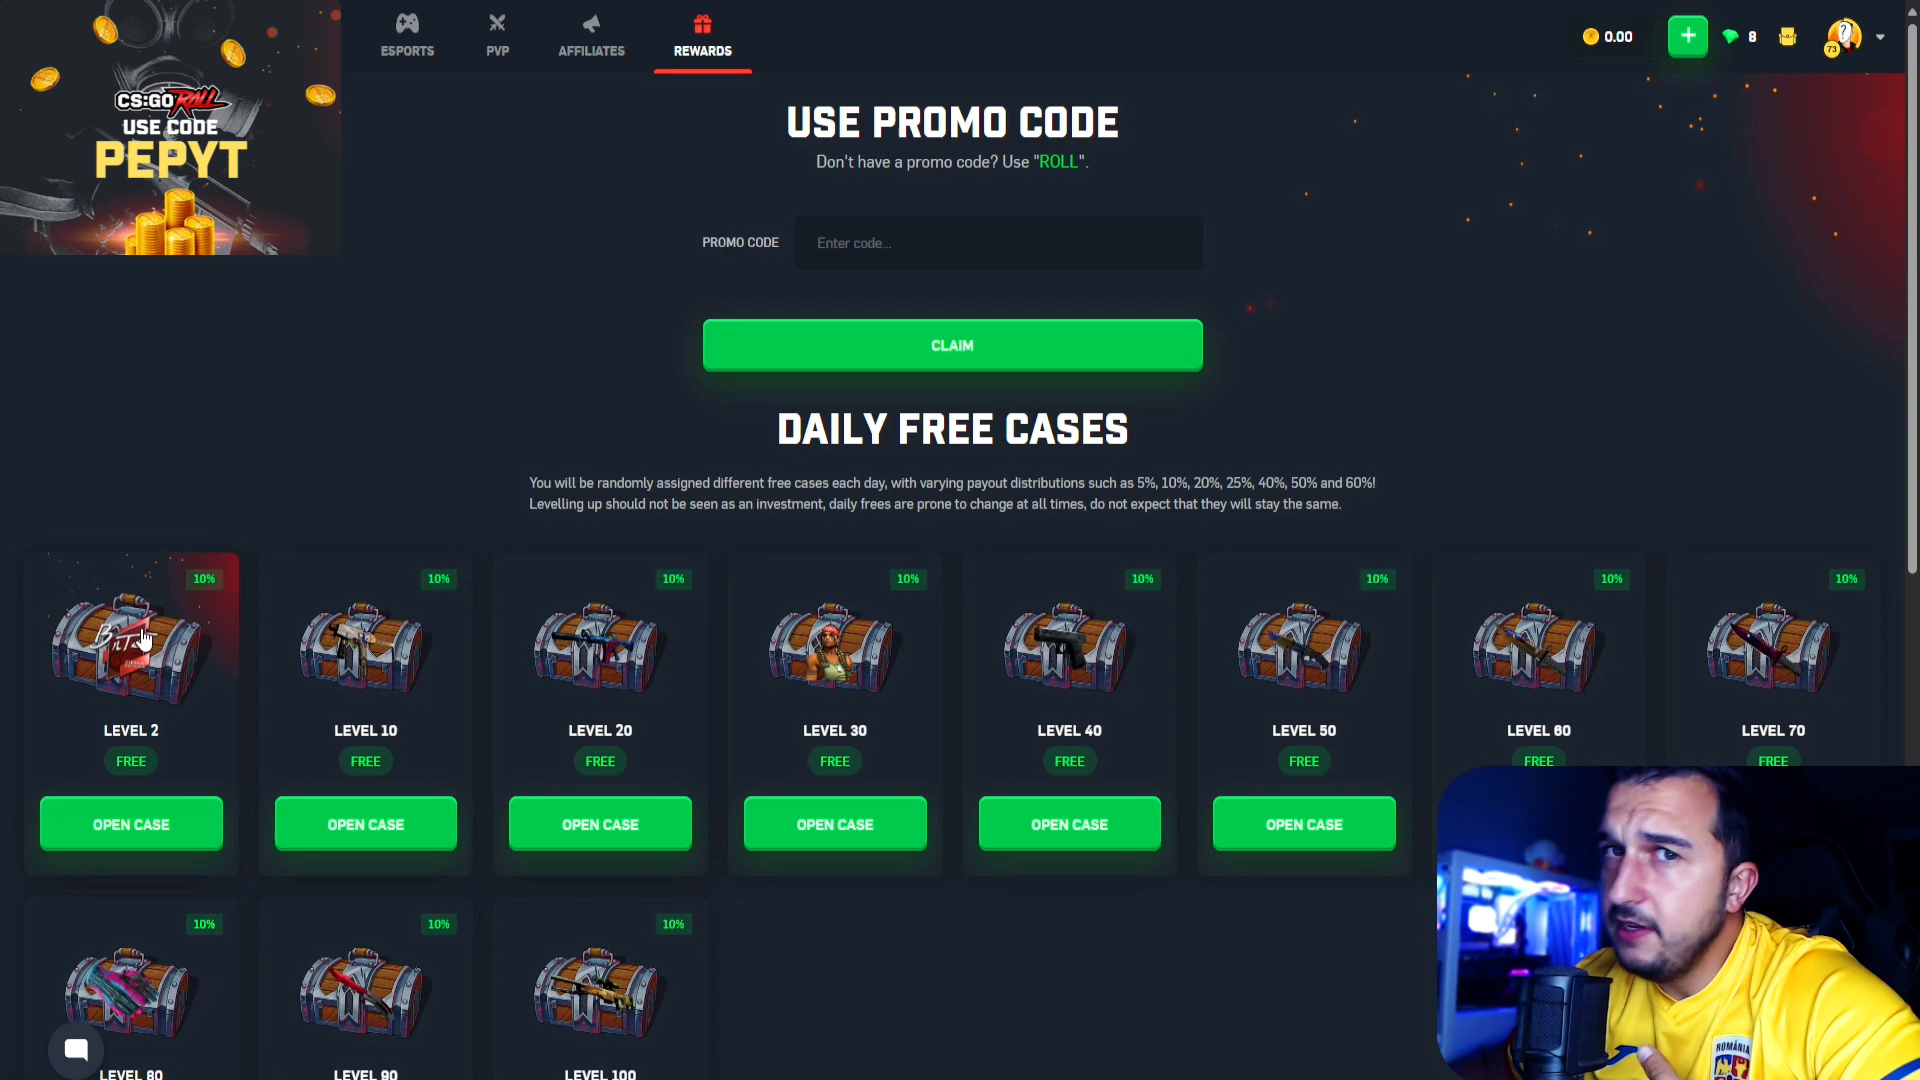 CS:GO ROLL
USE CODE
PEPYT
ESPORTS
PVP
AFFILIATES
REWARDS
0.00
8
73
USE PROMO CODE
Don't have a promo code? Use "ROLL".
PROMO CODE
Enter code...
CLAIM
DAILY FREE CASES
You will be randomly assigned different free cases each day, with varying payout distributions such as 5%, 10%, 20%, 25%, 40%, 50% and 60%!
Levelling up should not be seen as an investment, daily frees are prone to change at all times, do not expect that they will stay the same.
10%
10%
10%
10%
10%
10%
10%
10%
LEVEL 2
LEVEL 10
LEVEL 20
LEVEL 30
LEVEL 40
LEVEL 50
LEVEL 60
LEVEL 70
FREE
FREE
FREE
FREE
FREE
FREE
FREE
FREE
OPEN CASE
OPEN CASE
OPEN CASE
OPEN CASE
OPEN CASE
OPEN CASE
10%
10%
10%
LEVEL 80
LEVEL 90
LEVEL 100
ROMÂNIA